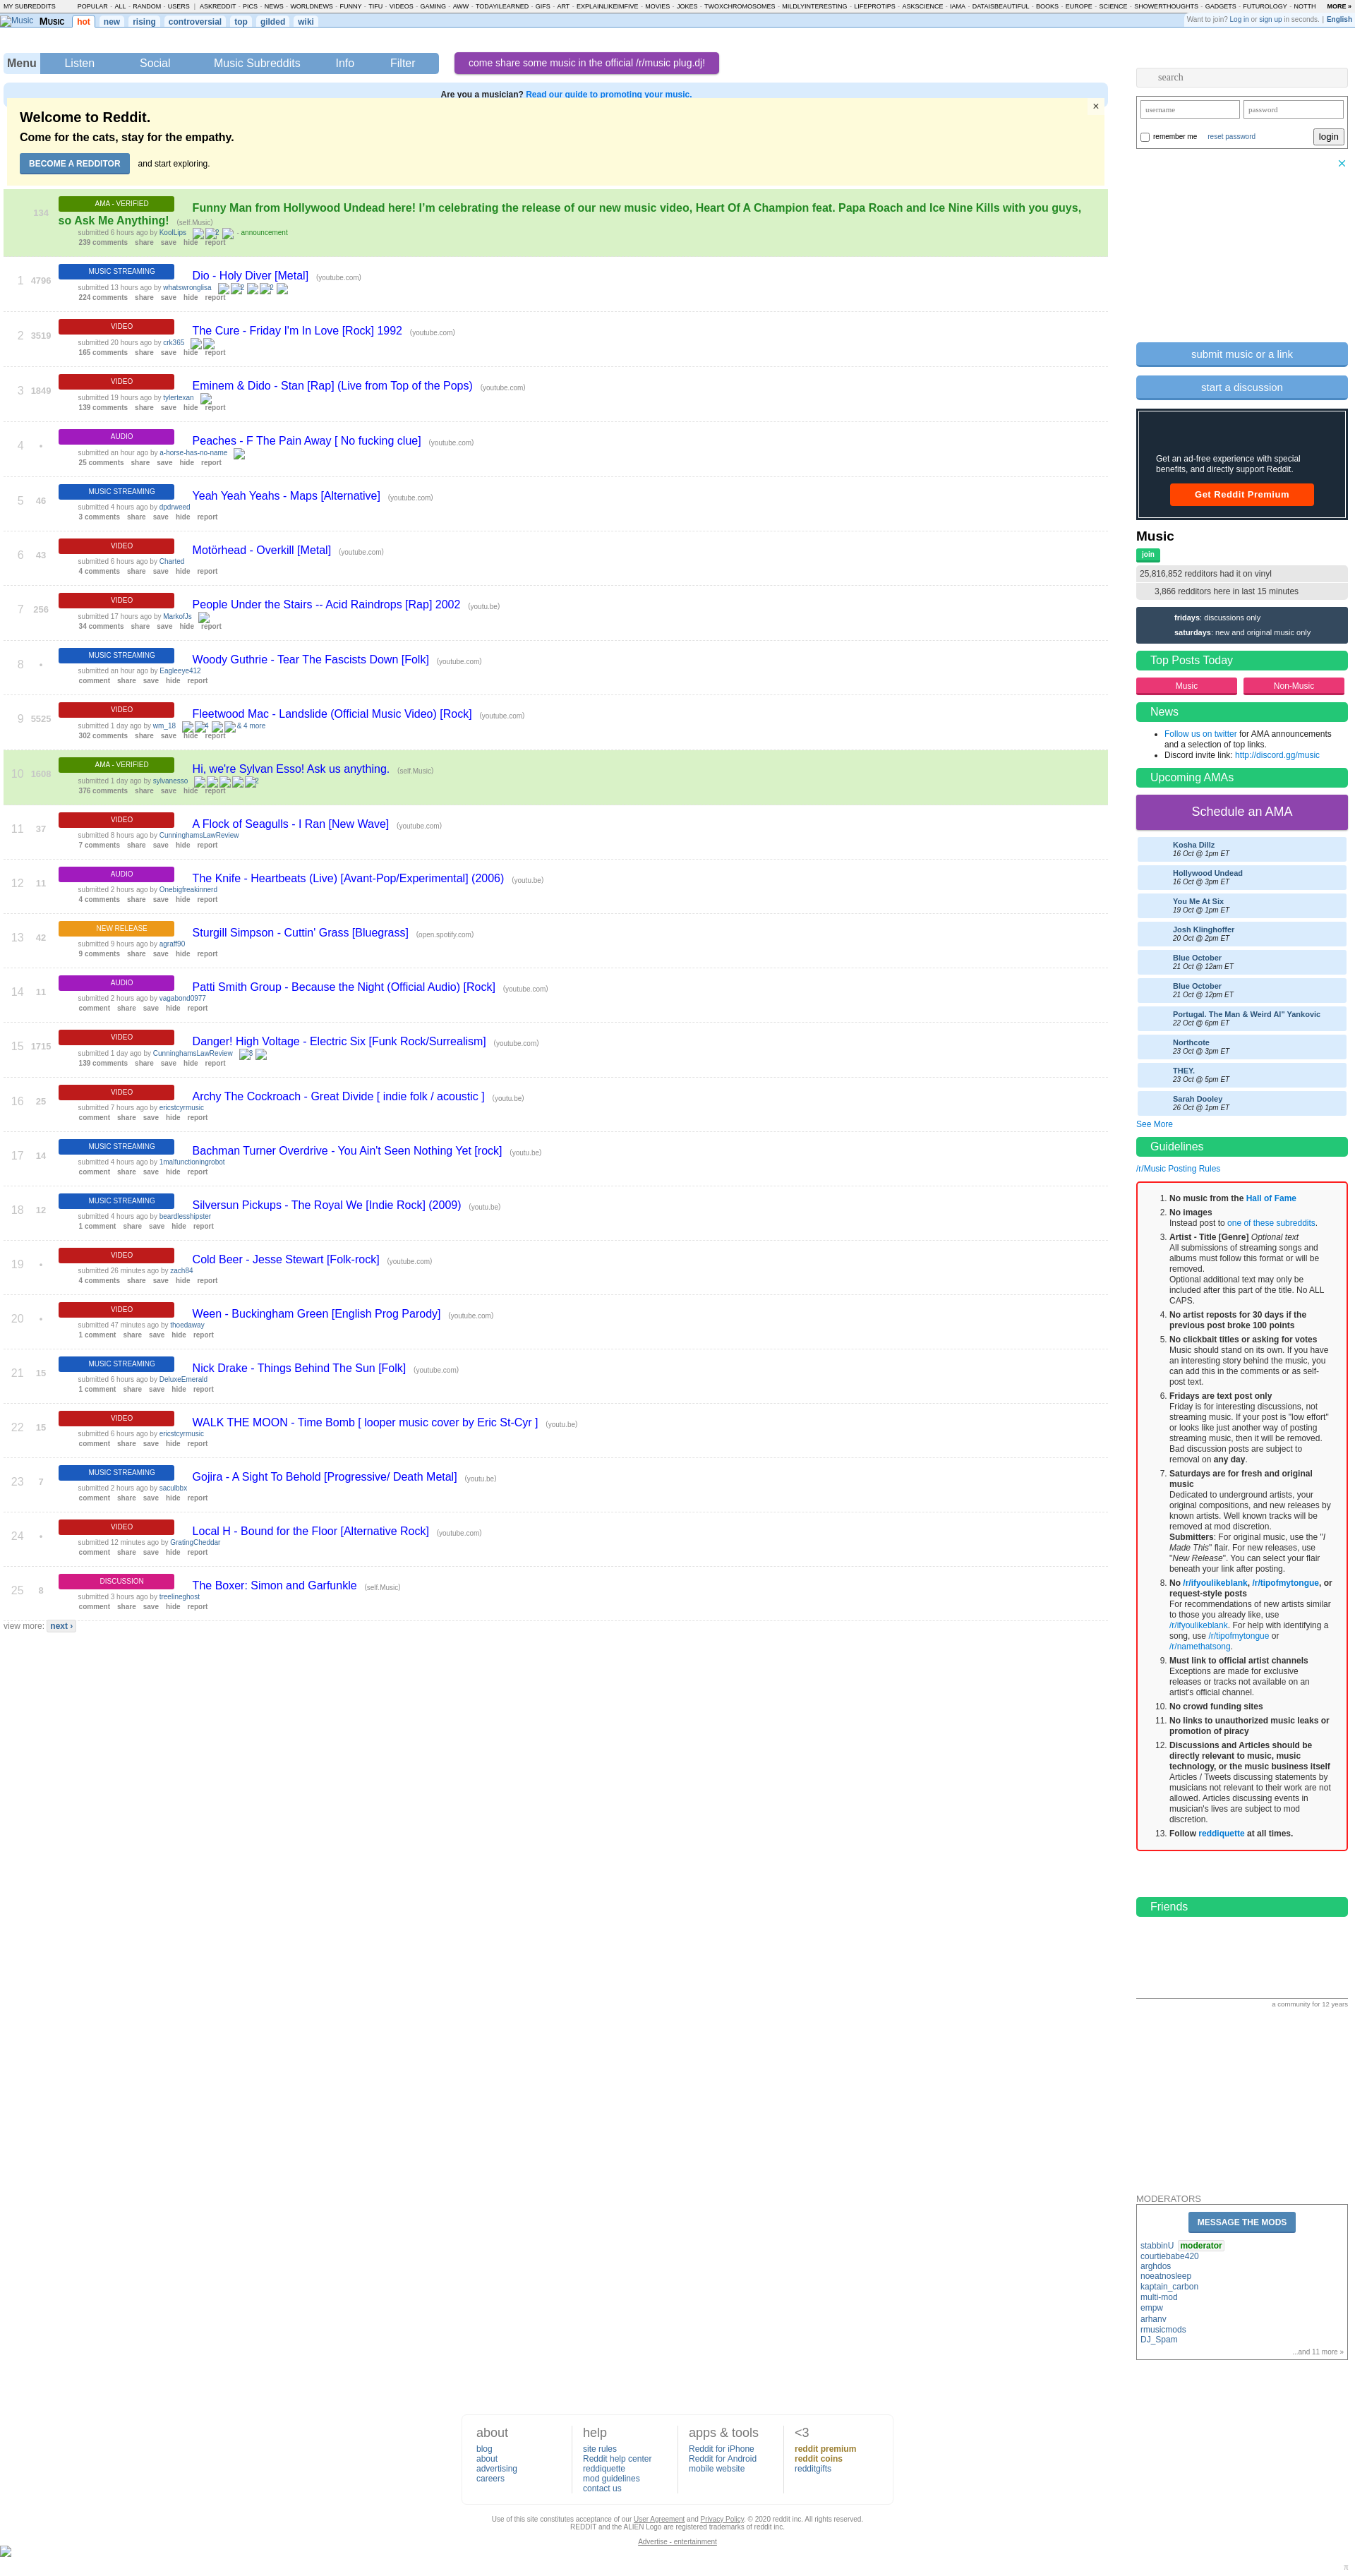 MY SUBREDDITS POPULAR - ALL - RANDOM - USERS | ASKREDDIT - PICS - NEWS - WORLDNEWS - FUNNY - TIFU - VIDEOS - GAMING - AWW - TODAYILEARNED - GIFS - ART - EXPLAINLIKEIMFIVE - MOVIES - JOKES - TWOXCHROMOSOMES - MILDLYINTERESTING - LIFEPROTIPS - ASKSCIENCE - IAMA - DATAISBEAUTIFUL - BOOKS - EUROPE - SCIENCE - SHOWERTHOUGHTS - GADGETS - FUTUROLOGY - NOTTH MORE »
Music MUSIC hot new rising controversial top gilded wiki
Want to join? Log in or sign up in seconds. | English
Menu Listen Social Music Subreddits Info Filter
come share some music in the official /r/music plug.dj!
Are you a musician? Read our guide to promoting your music.
×
Welcome to Reddit.
Come for the cats, stay for the empathy.
BECOME A REDDITOR and start exploring.
134 AMA - VERIFIED Funny Man from Hollywood Undead here! I'm celebrating the release of our new music video, Heart Of A Champion feat. Papa Roach and Ice Nine Kills with you guys,
so Ask Me Anything! (self.Music)
submitted 6 hours ago by KoolLips 2 - announcement
239 comments share save hide report
1 4796 MUSIC STREAMING Dio - Holy Diver [Metal] (youtube.com)
submitted 13 hours ago by whatswronglisa 2 2
224 comments share save hide report
2 3519 VIDEO The Cure - Friday I'm In Love [Rock] 1992 (youtube.com)
submitted 20 hours ago by crk365
165 comments share save hide report
3 1849 VIDEO Eminem & Dido - Stan [Rap] (Live from Top of the Pops) (youtube.com)
submitted 19 hours ago by tylertexan
139 comments share save hide report
4 • AUDIO Peaches - F The Pain Away [ No fucking clue] (youtube.com)
submitted an hour ago by a-horse-has-no-name
25 comments share save hide report
5 46 MUSIC STREAMING Yeah Yeah Yeahs - Maps [Alternative] (youtube.com)
submitted 4 hours ago by dpdrweed
3 comments share save hide report
6 43 VIDEO Motörhead - Overkill [Metal] (youtube.com)
submitted 6 hours ago by Charted
4 comments share save hide report
7 256 VIDEO People Under the Stairs -- Acid Raindrops [Rap] 2002 (youtu.be)
submitted 17 hours ago by MarkofJs
34 comments share save hide report
8 • MUSIC STREAMING Woody Guthrie - Tear The Fascists Down [Folk] (youtube.com)
submitted an hour ago by Eagleeye412
comment share save hide report
9 5525 VIDEO Fleetwood Mac - Landslide (Official Music Video) [Rock] (youtube.com)
submitted 1 day ago by wm_18 4 & 4 more
302 comments share save hide report
10 1608 AMA - VERIFIED Hi, we're Sylvan Esso! Ask us anything. (self.Music)
submitted 1 day ago by sylvanesso 2
376 comments share save hide report
11 37 VIDEO A Flock of Seagulls - I Ran [New Wave] (youtube.com)
submitted 8 hours ago by CunninghamsLawReview
7 comments share save hide report
12 11 AUDIO The Knife - Heartbeats (Live) [Avant-Pop/Experimental] (2006) (youtu.be)
submitted 2 hours ago by Onebigfreakinnerd
4 comments share save hide report
13 42 NEW RELEASE Sturgill Simpson - Cuttin' Grass [Bluegrass] (open.spotify.com)
submitted 9 hours ago by agraff90
9 comments share save hide report
14 11 AUDIO Patti Smith Group - Because the Night (Official Audio) [Rock] (youtube.com)
submitted 2 hours ago by vagabond0977
comment share save hide report
15 1715 VIDEO Danger! High Voltage - Electric Six [Funk Rock/Surrealism] (youtube.com)
submitted 1 day ago by CunninghamsLawReview 3
139 comments share save hide report
16 25 VIDEO Archy The Cockroach - Great Divide [ indie folk / acoustic ] (youtu.be)
submitted 7 hours ago by ericstcyrmusic
comment share save hide report
17 14 MUSIC STREAMING Bachman Turner Overdrive - You Ain't Seen Nothing Yet [rock] (youtu.be)
submitted 4 hours ago by 1malfunctioningrobot
comment share save hide report
18 12 MUSIC STREAMING Silversun Pickups - The Royal We [Indie Rock] (2009) (youtu.be)
submitted 4 hours ago by beardlesshipster
1 comment share save hide report
19 • VIDEO Cold Beer - Jesse Stewart [Folk-rock] (youtube.com)
submitted 26 minutes ago by zach84
4 comments share save hide report
20 • VIDEO Ween - Buckingham Green [English Prog Parody] (youtube.com)
submitted 47 minutes ago by thoedaway
1 comment share save hide report
21 15 MUSIC STREAMING Nick Drake - Things Behind The Sun [Folk] (youtube.com)
submitted 6 hours ago by DeluxeEmerald
1 comment share save hide report
22 15 VIDEO WALK THE MOON - Time Bomb [ looper music cover by Eric St-Cyr ] (youtu.be)
submitted 6 hours ago by ericstcyrmusic
comment share save hide report
23 7 MUSIC STREAMING Gojira - A Sight To Behold [Progressive/ Death Metal] (youtu.be)
submitted 2 hours ago by saculbbx
comment share save hide report
24 • VIDEO Local H - Bound for the Floor [Alternative Rock] (youtube.com)
submitted 12 minutes ago by GratingCheddar
comment share save hide report
25 8 DISCUSSION The Boxer: Simon and Garfunkle (self.Music)
submitted 3 hours ago by treelineghost
comment share save hide report
view more: next ›
search
username password
remember me reset password login
submit music or a link
start a discussion
Get an ad-free experience with special
benefits, and directly support Reddit.
Get Reddit Premium
Music
join
25,816,852 redditors had it on vinyl
3,866 redditors here in last 15 minutes
fridays: discussions only
saturdays: new and original music only
Top Posts Today
Music Non-Music
News
• Follow us on twitter for AMA announcements
and a selection of top links.
• Discord invite link: http://discord.gg/music
Upcoming AMAs
Schedule an AMA
Kosha Dillz
16 Oct @ 1pm ET
Hollywood Undead
16 Oct @ 3pm ET
You Me At Six
19 Oct @ 1pm ET
Josh Klinghoffer
20 Oct @ 2pm ET
Blue October
21 Oct @ 12am ET
Blue October
21 Oct @ 12pm ET
Portugal. The Man & Weird Al" Yankovic
22 Oct @ 6pm ET
Northcote
23 Oct @ 3pm ET
THEY.
23 Oct @ 5pm ET
Sarah Dooley
26 Oct @ 1pm ET
See More
Guidelines
/r/Music Posting Rules
1. No music from the Hall of Fame
2. No images
Instead post to one of these subreddits.
3. Artist - Title [Genre] Optional text
All submissions of streaming songs and
albums must follow this format or will be
removed.
Optional additional text may only be
included after this part of the title. No ALL
CAPS.
4. No artist reposts for 30 days if the
previous post broke 100 points
5. No clickbait titles or asking for votes
Music should stand on its own. If you have
an interesting story behind the music, you
can add this in the comments or as self-
post text.
6. Fridays are text post only
Friday is for interesting discussions, not
streaming music. If your post is "low effort"
or looks like just another way of posting
streaming music, then it will be removed.
Bad discussion posts are subject to
removal on any day.
7. Saturdays are for fresh and original
music
Dedicated to underground artists, your
original compositions, and new releases by
known artists. Well known tracks will be
removed at mod discretion.
Submitters: For original music, use the "I
Made This" flair. For new releases, use
"New Release". You can select your flair
beneath your link after posting.
8. No /r/ifyoulikeblank, /r/tipofmytongue, or
request-style posts
For recommendations of new artists similar
to those you already like, use
/r/ifyoulikeblank. For help with identifying a
song, use /r/tipofmytongue or
/r/namethatsong.
9. Must link to official artist channels
Exceptions are made for exclusive
releases or tracks not available on an
artist's official channel.
10. No crowd funding sites
11. No links to unauthorized music leaks or
promotion of piracy
12. Discussions and Articles should be
directly relevant to music, music
technology, or the music business itself
Articles / Tweets discussing statements by
musicians not relevant to their work are not
allowed. Articles discussing events in
musician's lives are subject to mod
discretion.
13. Follow reddiquette at all times.
Friends
a community for 12 years
MODERATORS
MESSAGE THE MODS
stabbinU moderator
courtiebabe420
arghdos
noeatnosleep
kaptain_carbon
multi-mod
empw
arhanv
rmusicmods
DJ_Spam
...and 11 more »
about
blog
about
advertising
careers
help
site rules
Reddit help center
reddiquette
mod guidelines
contact us
apps & tools
Reddit for iPhone
Reddit for Android
mobile website
<3
reddit premium
reddit coins
redditgifts
Use of this site constitutes acceptance of our User Agreement and Privacy Policy. © 2020 reddit inc. All rights reserved.
REDDIT and the ALIEN Logo are registered trademarks of reddit inc.
Advertise - entertainment
π